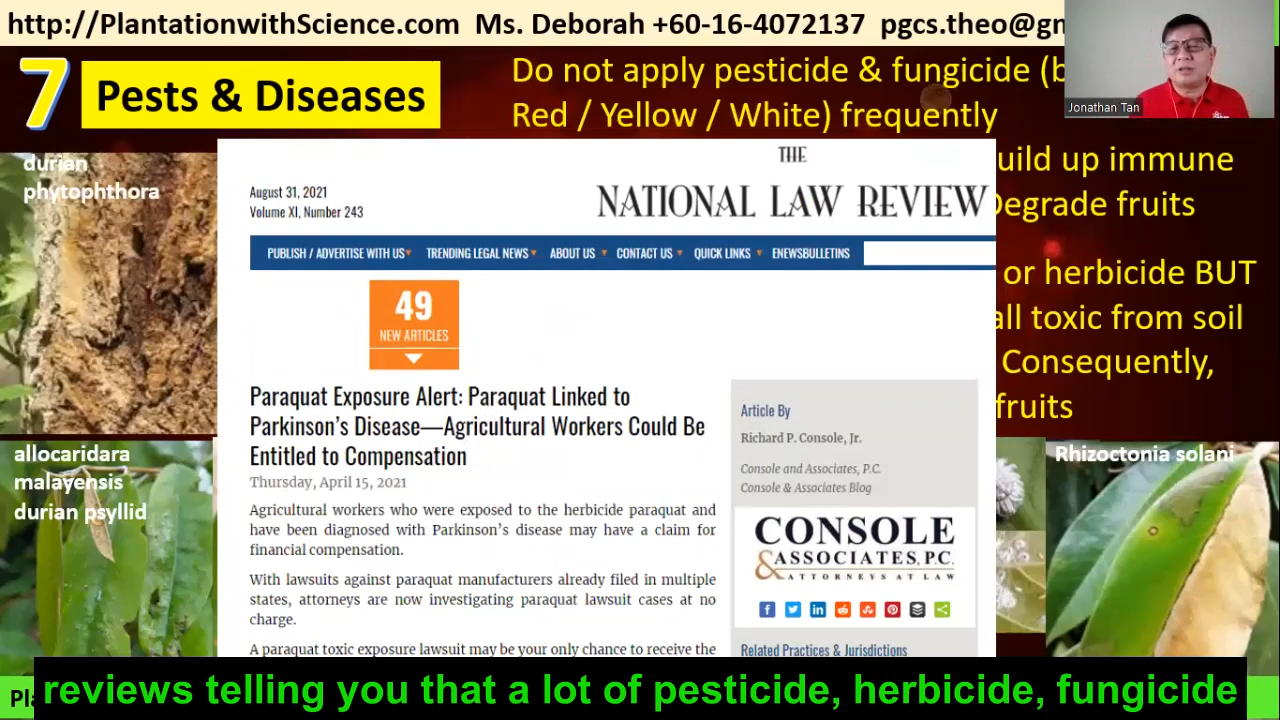 http://PlantationwithScience.com Ms. Deborah +60-16-4072137
Jonathan Tan
7 Pests & Diseases
Do not apply pesticide & fungicide
Red / Yellow / White) frequently
build up immune
Degrade fruits
or herbicide BUT
all toxic from soil
Consequently,
fruits
durian
phytophthora
allocaridara
malayensis
durian psyllid
Rhizoctonia solani
THE
NATIONAL LAW REVIEW
August 31, 2021
Volume XI, Number 243
PUBLISH / ADVERTISE WITH US TRENDING LEGAL NEWS ABOUT US CONTACT US QUICK LINKS ENEWSBULLETINS
49
NEW ARTICLES
Paraquat Exposure Alert: Paraquat Linked to
Parkinson's Disease—Agricultural Workers Could Be
Entitled to Compensation
Thursday, April 15, 2021
Agricultural workers who were exposed to the herbicide paraquat and
have been diagnosed with Parkinson's disease may have a claim for
financial compensation.
With lawsuits against paraquat manufacturers already filed in multiple
states, attorneys are now investigating paraquat lawsuit cases at no
charge.
A paraquat toxic exposure lawsuit may be your only chance to receive the
Article By
Richard P. Console, Jr.
Console and Associates, P.C.
Console & Associates Blog
CONSOLE
& ASSOCIATES, P.C.
ATTORNEYS AT LAW
Related Practices & Jurisdictions
reviews telling you that a lot of pesticide, herbicide, fungicide